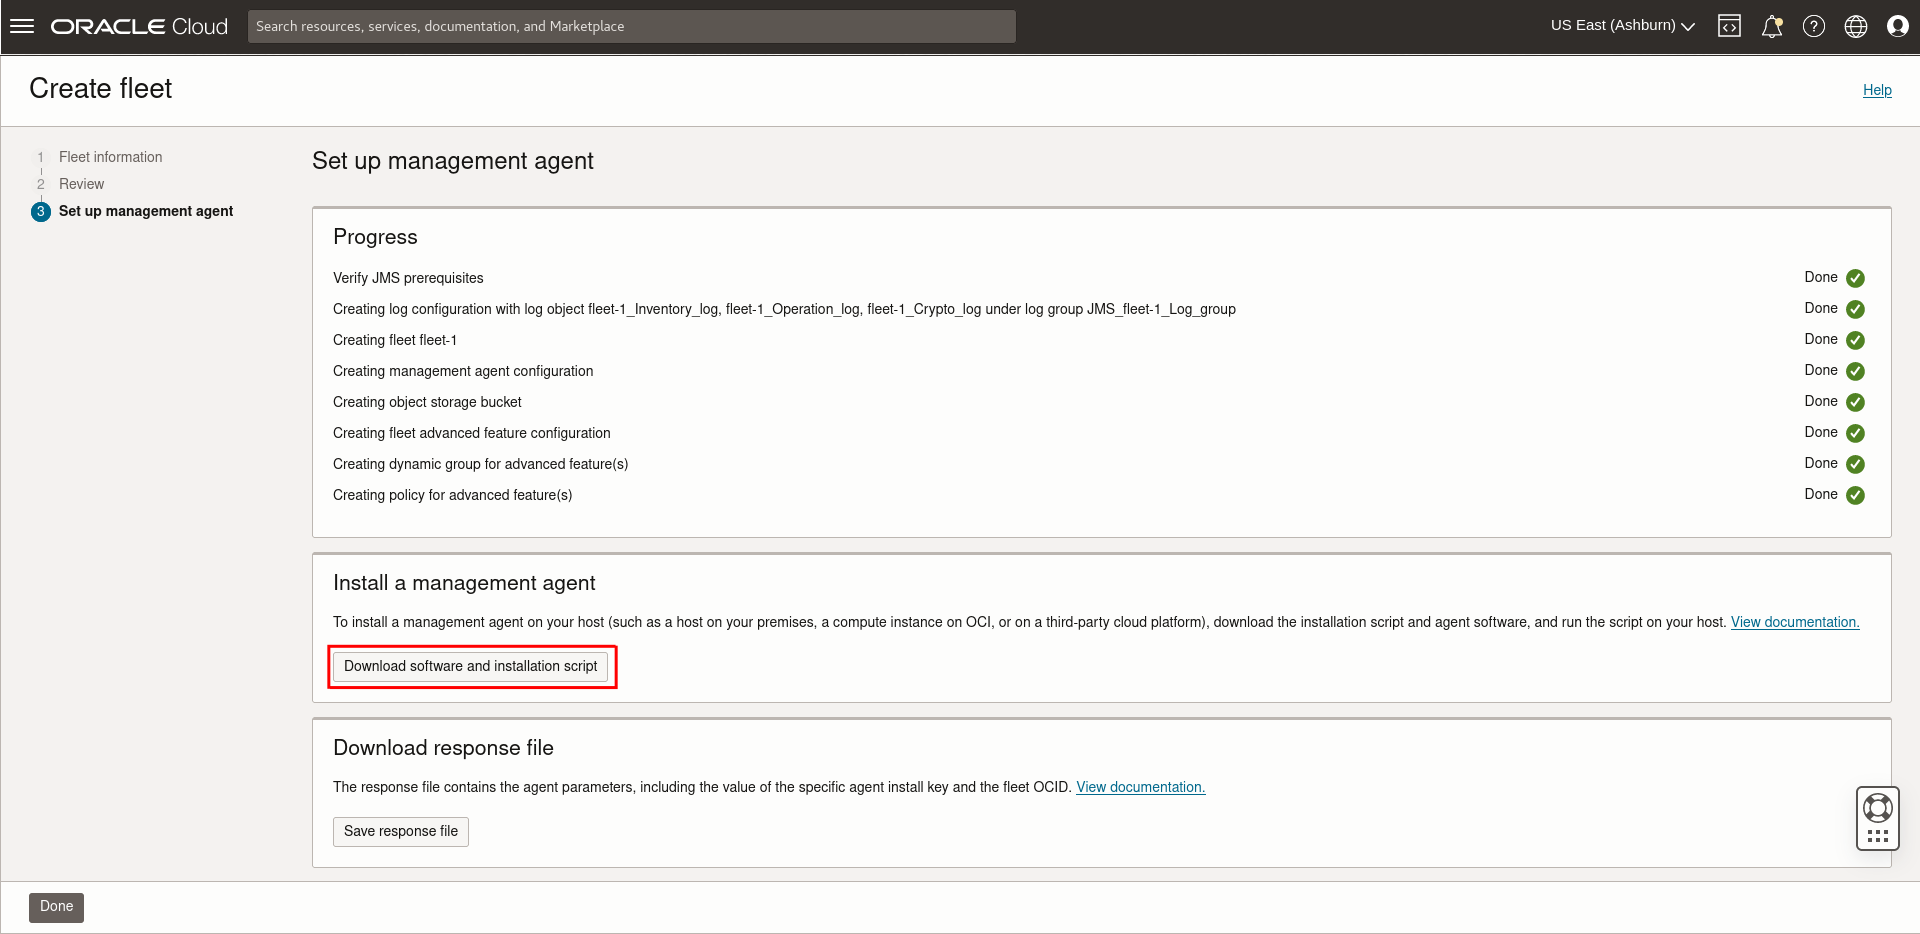 ORACLE Cloud
Search resources, services, documentation, and Marketplace
US East (Ashburn)
Create fleet
Help
1 Fleet information
2 Review
3 Set up management agent
Set up management agent
Progress
Verify JMS prerequisites Done
Creating log configuration with log object fleet-1_Inventory_log, fleet-1_Operation_log, fleet-1_Crypto_log under log group JMS_fleet-1_Log_group Done
Creating fleet fleet-1 Done
Creating management agent configuration Done
Creating object storage bucket Done
Creating fleet advanced feature configuration Done
Creating dynamic group for advanced feature(s) Done
Creating policy for advanced feature(s) Done
Install a management agent
To install a management agent on your host (such as a host on your premises, a compute instance on OCI, or on a third-party cloud platform), download the installation script and agent software, and run the script on your host. View documentation.
Download software and installation script
Download response file
The response file contains the agent parameters, including the value of the specific agent install key and the fleet OCID. View documentation.
Save response file
Done